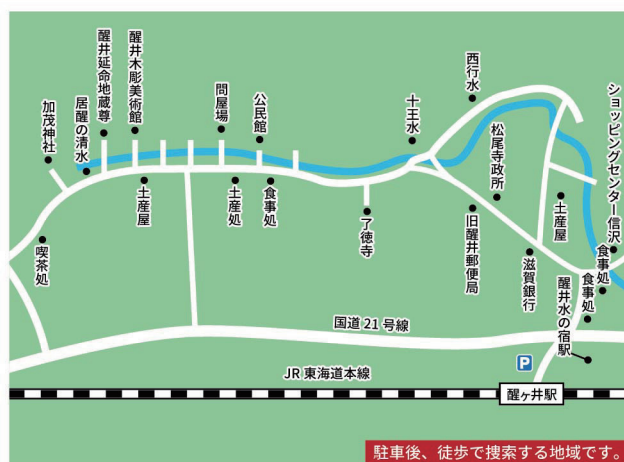 加茂神社
居醒の清水
醒井延命地蔵尊
醒井木彫美術館
問屋場
公民館
十王水
西行水
松尾寺政所
ショッピングセンター信沢
喫茶処
土産屋
土産処
食事処
了徳寺
旧醒井郵便局
滋賀銀行
土産屋
食事処
食事処
醒井水の宿駅
国道21号線
P
JR東海道本線
醒ヶ井駅
駐車後、徒歩で捜索する地域です。